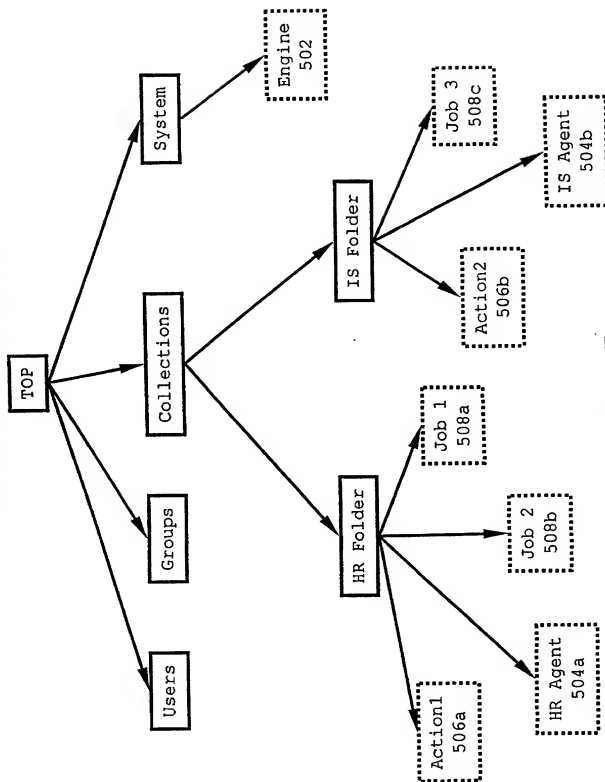 TOP
Users
Groups
Collections
System
Engine
502
HR Folder
IS Folder
Action1
506a
HR Agent
504a
Job 2
508b
Job 1
508a
Action2
506b
IS Agent
504b
Job 3
508c